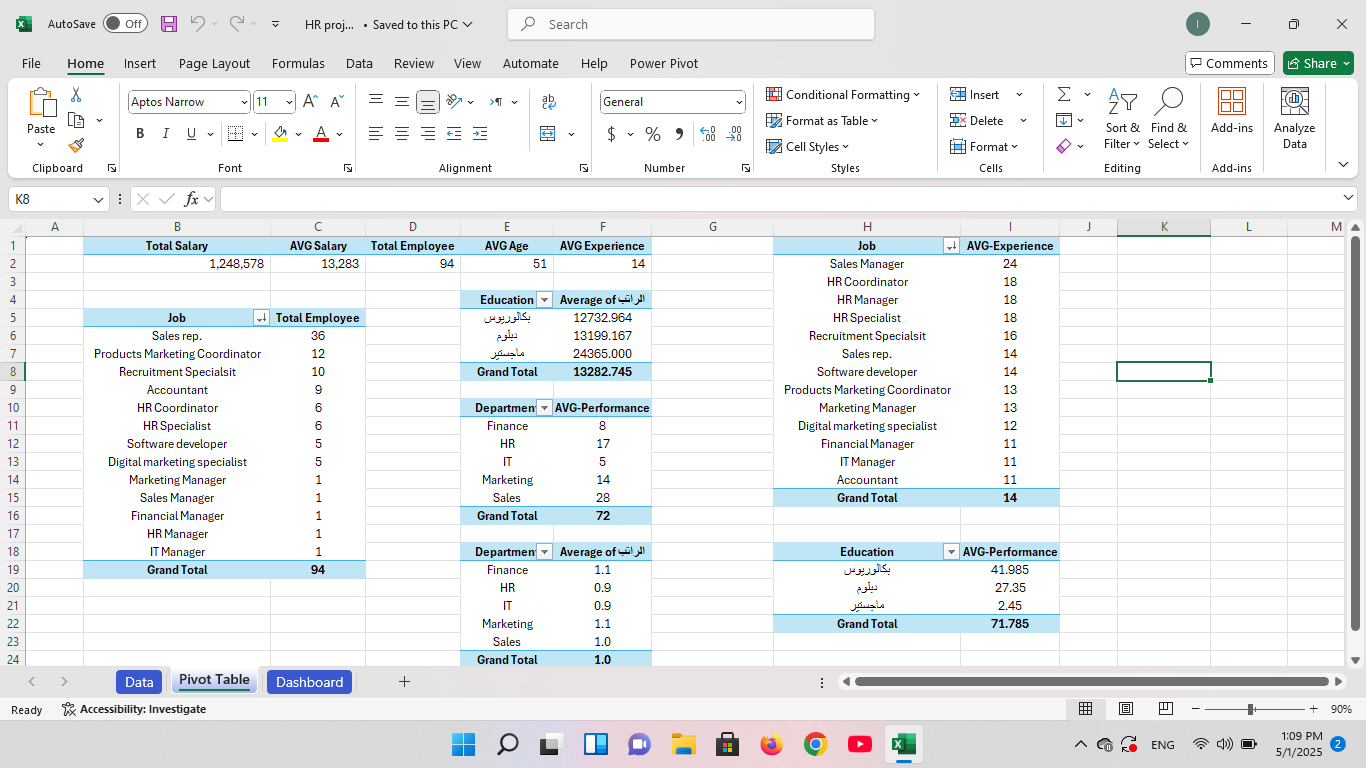 AutoSave Off HR proj... • Saved to this PC Search I
File Home Insert Page Layout Formulas Data Review View Automate Help Power Pivot Comments Share
Paste Aptos Narrow 11 A A ab General Conditional Formatting Insert Sort & Find & Add-ins Analyze
B I U A $ % Format as Table Delete Filter Select Data
Cell Styles Format
Clipboard Font Alignment Number Styles Cells Editing Add-ins
K8 fx
A B C D E F G H I J K L M
1 Total Salary AVG Salary Total Employee AVG Age AVG Experience Job AVG-Experience
2 1,248,578 13,283 94 51 14 Sales Manager 24
3 HR Coordinator 18
4 Education Average of الراتب HR Manager 18
5 Job Total Employee بكالوريوس 12732.964 HR Specialist 18
6 Sales rep. 36 دبلوم 13199.167 Recruitment Specialsit 16
7 Products Marketing Coordinator 12 ماجستير 24365.000 Sales rep. 14
8 Recruitment Specialsit 10 Grand Total 13282.745 Software developer 14
9 Accountant 9 Products Marketing Coordinator 13
10 HR Coordinator 6 Departmen AVG-Performance Marketing Manager 13
11 HR Specialist 6 Finance 8 Digital marketing specialist 12
12 Software developer 5 HR 17 Financial Manager 11
13 Digital marketing specialist 5 IT 5 IT Manager 11
14 Marketing Manager 1 Marketing 14 Accountant 11
15 Sales Manager 1 Sales 28 Grand Total 14
16 Financial Manager 1 Grand Total 72
17 HR Manager 1
18 IT Manager 1 Departmen Average of الراتب Education AVG-Performance
19 Grand Total 94 Finance 1.1 بكالوريوس 41.985
20 HR 0.9 دبلوم 27.35
21 IT 0.9 ماجستير 2.45
22 Marketing 1.1 Grand Total 71.785
23 Sales 1.0
24 Grand Total 1.0
Data Pivot Table Dashboard
Ready Accessibility: Investigate 90%
ENG 1:09 PM 2
5/1/2025